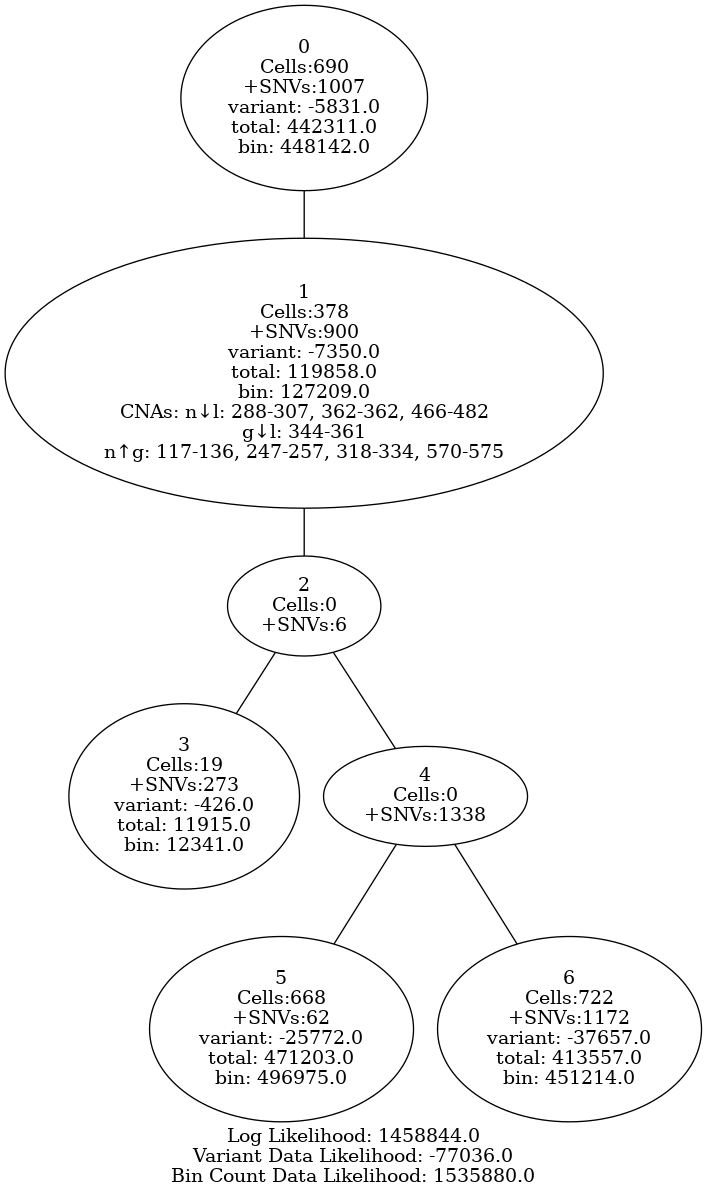 0
Cells:690
+SNVs:1007
variant: -5831.0
total: 442311.0
bin: 448142.0
1
Cells:378
+SNVs:900
variant: -7350.0
total: 119858.0
bin: 127209.0
CNAs: n↓l: 288-307, 362-362, 466-482
g↓l: 344-361
n↑g: 117-136, 247-257, 318-334, 570-575
2
Cells:0
+SNVs:6
3
Cells:19
+SNVs:273
variant: -426.0
total: 11915.0
bin: 12341.0
4
Cells:0
+SNVs:1338
5
Cells:668
+SNVs:62
variant: -25772.0
total: 471203.0
bin: 496975.0
6
Cells:722
+SNVs:1172
variant: -37657.0
total: 413557.0
bin: 451214.0
Log Likelihood: 1458844.0
Variant Data Likelihood: -77036.0
Bin Count Data Likelihood: 1535880.0